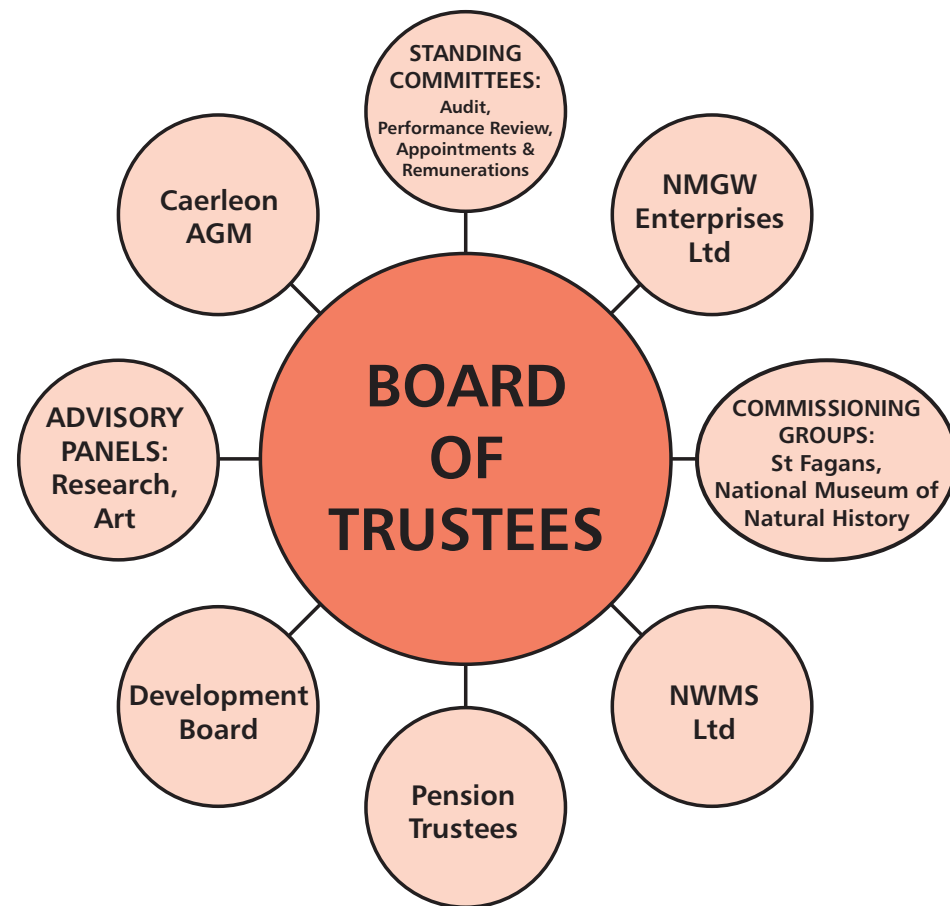 STANDING
COMMITTEES:
Audit,
Performance Review,
Appointments &
Remunerations
Caerleon
AGM
NMGW
Enterprises
Ltd
ADVISORY
PANELS:
Research,
Art
BOARD
OF
TRUSTEES
COMMISSIONING
GROUPS:
St Fagans,
National Museum of
Natural History
Development
Board
NWMS
Ltd
Pension
Trustees